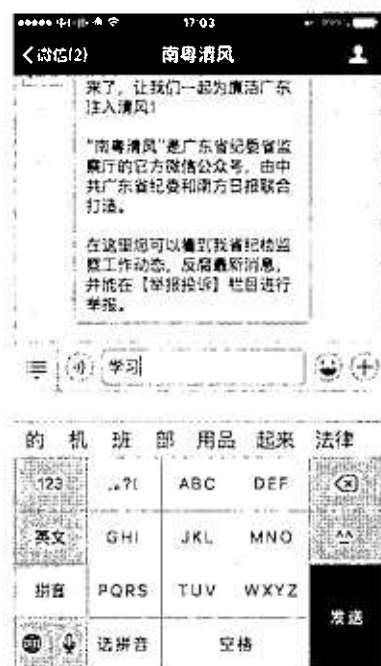 17:03
微信(2)
南粤清风
来了，让我们一起为廉洁广东
注入清风！
“南粤清风”是广东省纪委省监
察厅的官方微信公众号，由中
共广东省纪委和南方日报联合
打造。
在这里您可以看到我省纪检监
察工作动态、反腐最新消息，
并能在【举报投诉】栏目进行
举报。
学习
的 机 班 部 用品 起来 法律
123 ,。?! ABC DEF
英文 GHI JKL MNO ^^
拼音 PQRS TUV WXYZ
发送
选拼音 空格